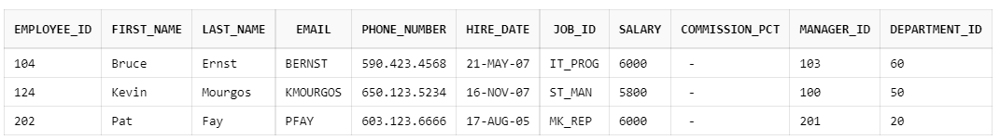 EMPLOYEE_ID FIRST_NAME LAST_NAME EMAIL PHONE_NUMBER HIRE_DATE JOB_ID SALARY COMMISSION_PCT MANAGER_ID DEPARTMENT_ID
104 Bruce Ernst BERNST 590.423.4568 21-MAY-07 IT_PROG 6000 - 103 60
124 Kevin Mourgos KMOURGOS 650.123.5234 16-NOV-07 ST_MAN 5800 - 100 50
202 Pat Fay PFAY 603.123.6666 17-AUG-05 MK_REP 6000 - 201 20